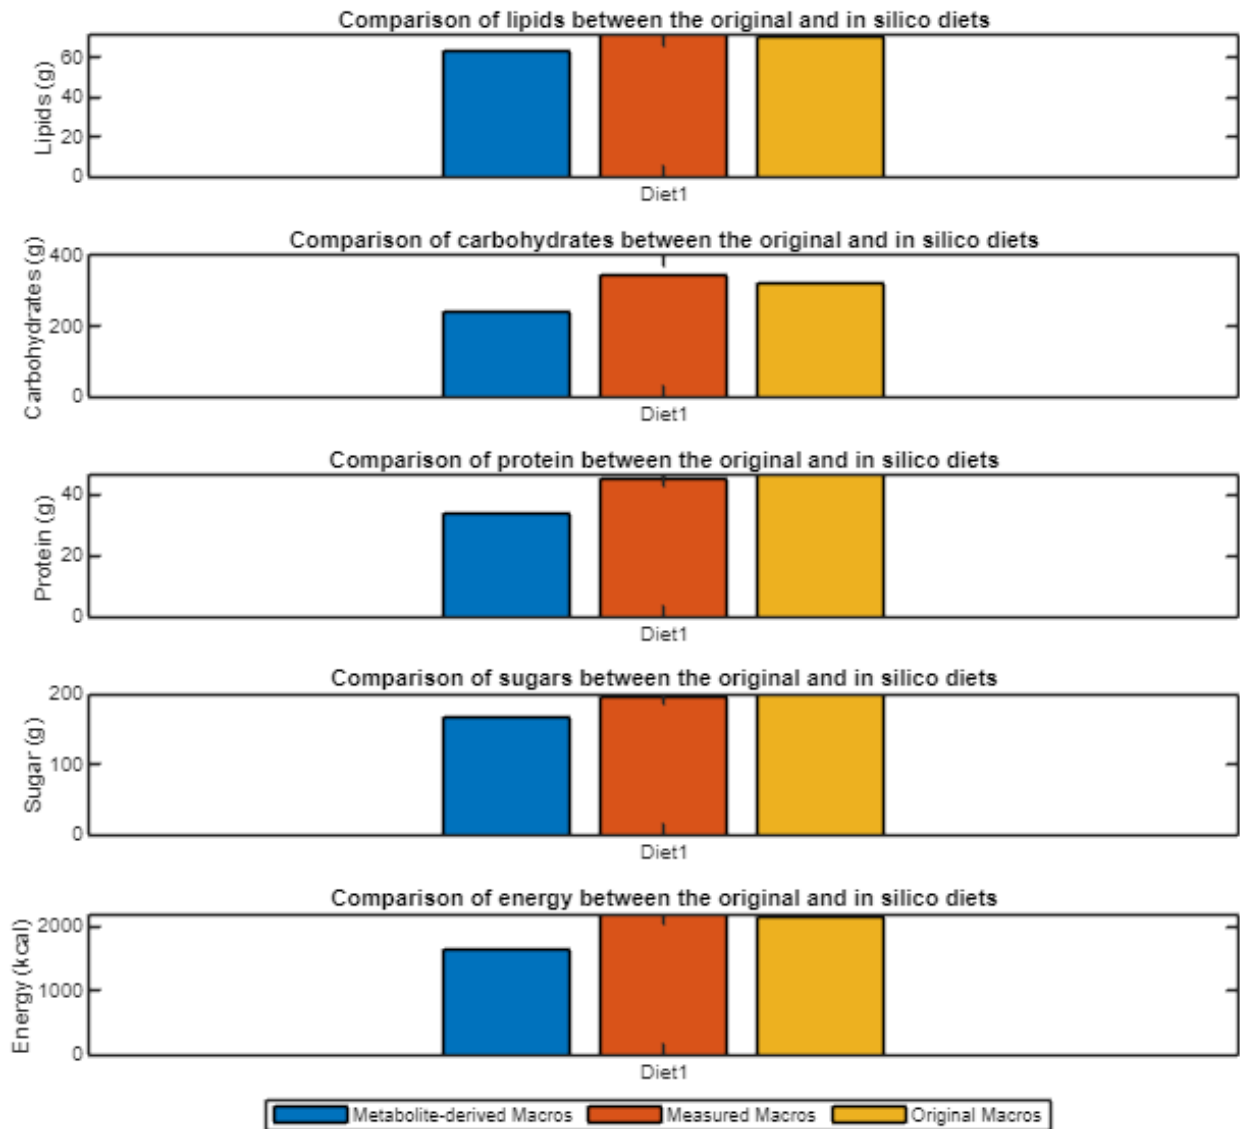 Comparison of lipids between the original and in silico diets
Lipids (g)
60
40
20
0
Diet1
Comparison of carbohydrates between the original and in silico diets
Carbohydrates (g)
400
200
0
Diet1
Comparison of protein between the original and in silico diets
Protein (g)
40
20
0
Diet1
Comparison of sugars between the original and in silico diets
Sugar (g)
200
100
0
Diet1
Comparison of energy between the original and in silico diets
Energy (kcal)
2000
1000
0
Diet1
Metabolite-derived Macros Measured Macros Original Macros